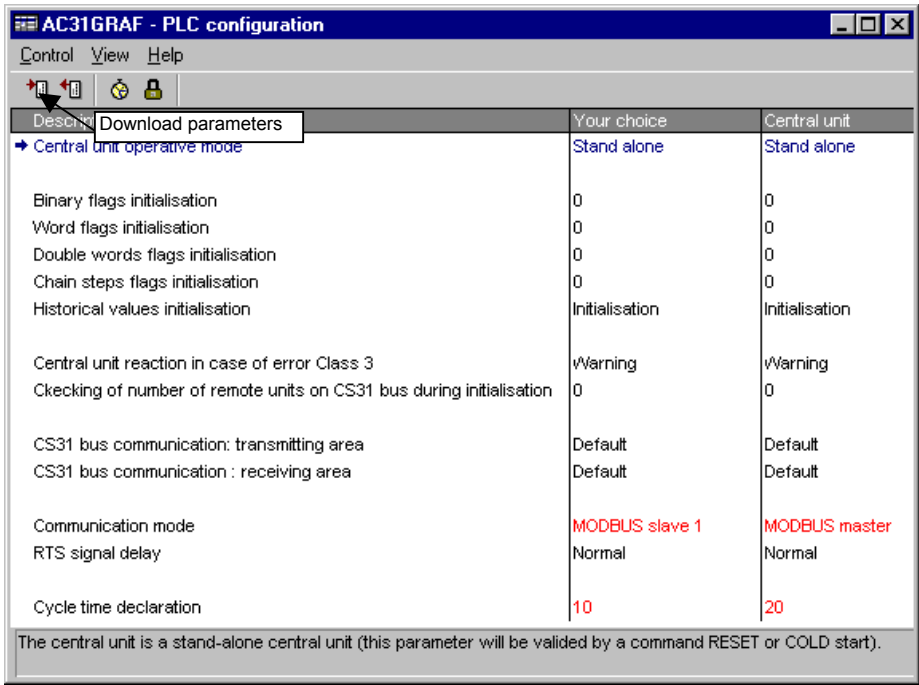 AC31GRAF - PLC configuration
Control View Help
Download parameters
Your choice Central unit
Central unit operative mode Stand alone Stand alone
Binary flags initialisation 0 0
Word flags initialisation 0 0
Double words flags initialisation 0 0
Chain steps flags initialisation 0 0
Historical values initialisation Initialisation Initialisation
Central unit reaction in case of error Class 3 Warning Warning
Ckecking of number of remote units on CS31 bus during initialisation 0 0
CS31 bus communication: transmitting area Default Default
CS31 bus communication : receiving area Default Default
Communication mode MODBUS slave 1 MODBUS master
RTS signal delay Normal Normal
Cycle time declaration 10 20
The central unit is a stand-alone central unit (this parameter will be valided by a command RESET or COLD start).